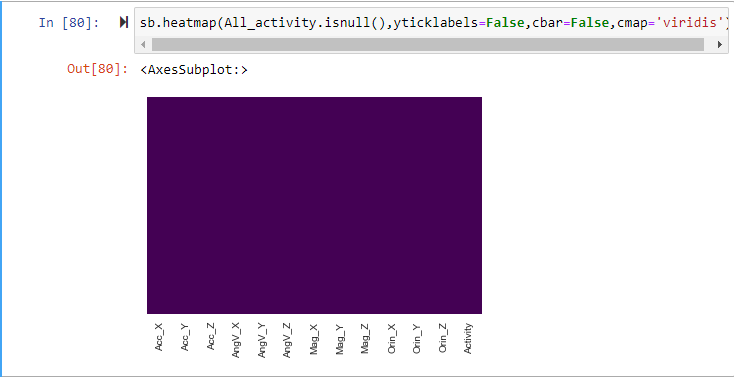 In [80]: sb.heatmap(All_activity.isnull(),yticklabels=False,cbar=False,cmap='viridis')
Out[80]: <AxesSubplot:>
Acc_X
Acc_Y
Acc_Z
AngV_X
AngV_Y
AngV_Z
Mag_X
Mag_Y
Mag_Z
Orin_X
Orin_Y
Orin_Z
Activity